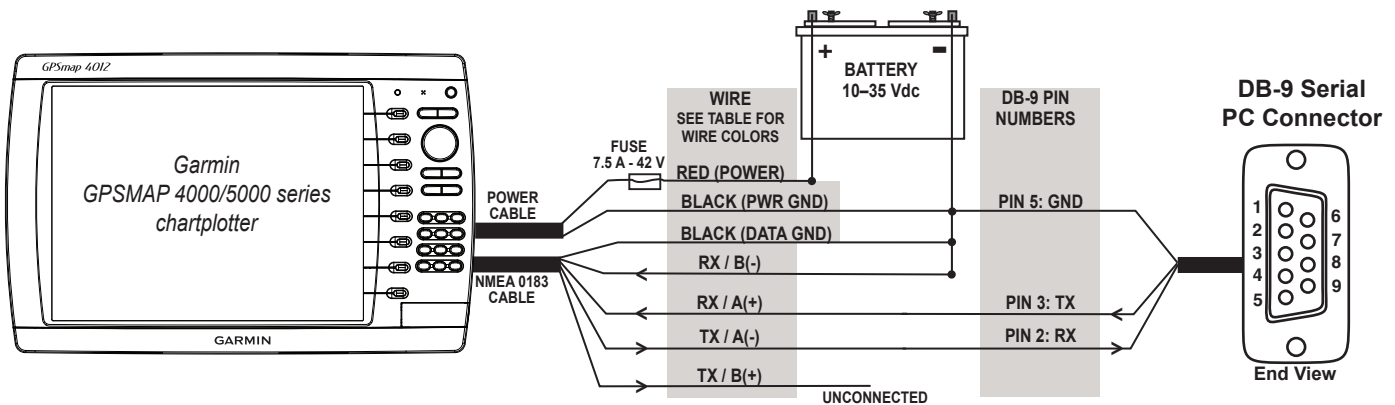 GPSmap 4012
Garmin
GPSMAP 4000/5000 series
chartplotter
GARMIN
POWER
CABLE
NMEA 0183
CABLE
FUSE
7.5 A - 42 V
WIRE
SEE TABLE FOR
WIRE COLORS
RED (POWER)
BLACK (PWR GND)
BLACK (DATA GND)
RX / B(-)
RX / A(+)
TX / A(-)
TX / B(+)
UNCONNECTED
+
-
BATTERY
10–35 Vdc
DB-9 PIN
NUMBERS
PIN 5: GND
PIN 3: TX
PIN 2: RX
DB-9 Serial
PC Connector
1
2
3
4
5
6
7
8
9
End View